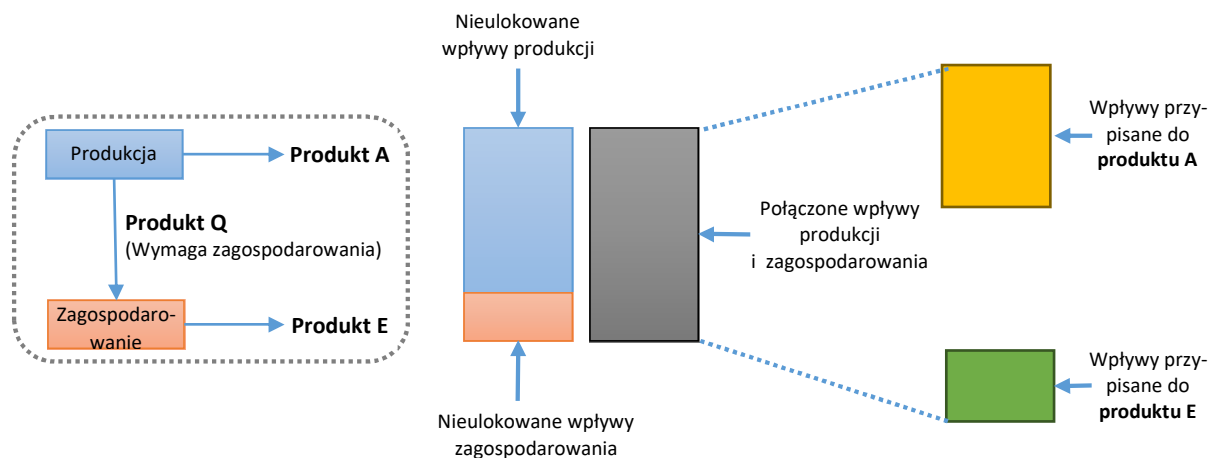 Produkcja
Produkt A
Produkt Q
(Wymaga zagospodarowania)
Zagospodaro-
wanie
Produkt E
Nieulokowane
wpływy produkcji
Nieulokowane wpływy
zagospodarowania
Połączone wpływy
produkcji
i zagospodarowania
Wpływy przy-
pisane do
produktu A
Wpływy przy-
pisane do
produktu E